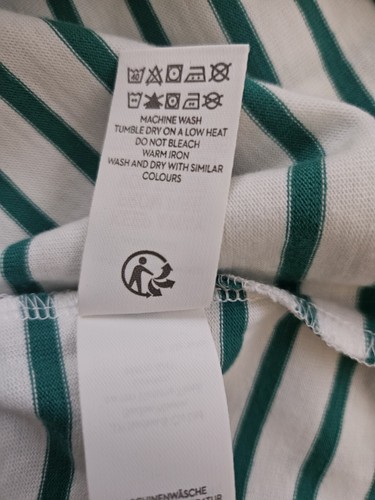 MACHINE WASH
TUMBLE DRY ON A LOW HEAT
DO NOT BLEACH
WARM IRON
WASH AND DRY WITH SIMILAR
COLOURS